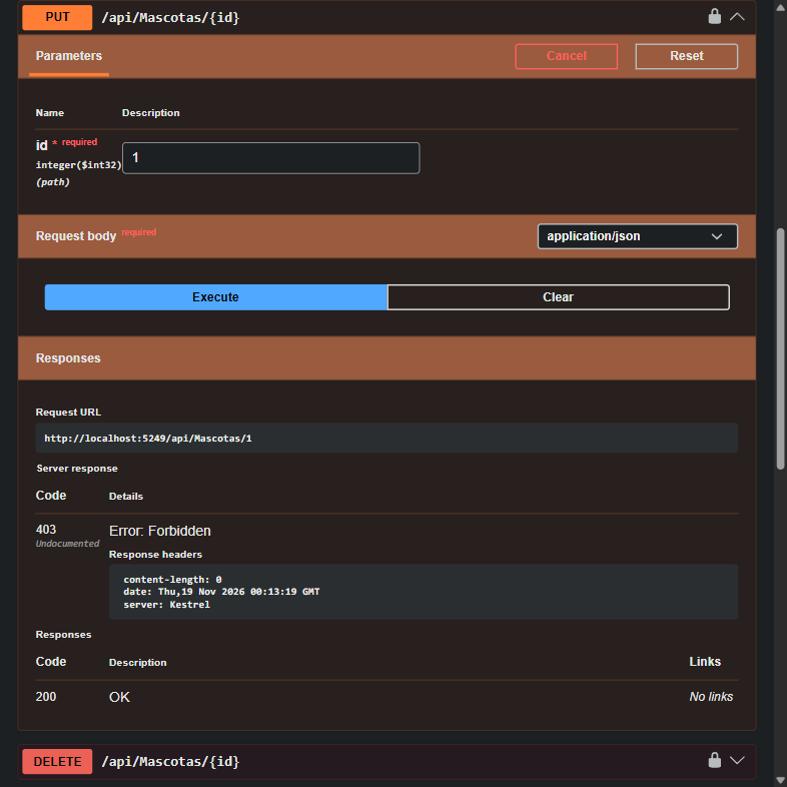 PUT /api/Mascotas/{id}
Parameters Cancel Reset
Name Description
id * required 1
integer($int32)
(path)
Request body required application/json
Execute Clear
Responses
Request URL
http://localhost:5249/api/Mascotas/1
Server response
Code Details
403 Error: Forbidden
Undocumented
Response headers
content-length: 0
date: Thu,19 Nov 2026 00:13:19 GMT
server: Kestrel
Responses
Code Description Links
200 OK No links
DELETE /api/Mascotas/{id}